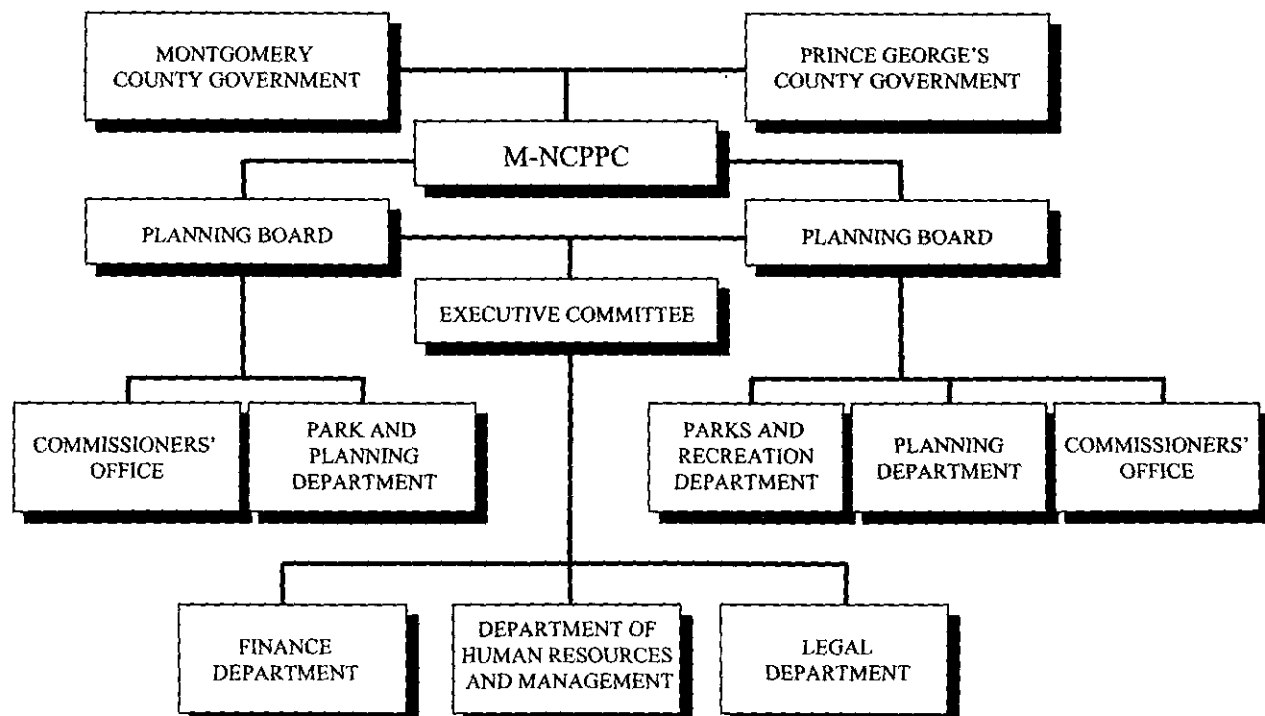 MONTGOMERY
COUNTY GOVERNMENT
PRINCE GEORGE'S
COUNTY GOVERNMENT
M-NCPPC
PLANNING BOARD
PLANNING BOARD
EXECUTIVE COMMITTEE
COMMISSIONERS'
OFFICE
PARK AND
PLANNING
DEPARTMENT
PARKS AND
RECREATION
DEPARTMENT
PLANNING
DEPARTMENT
COMMISSIONERS'
OFFICE
FINANCE
DEPARTMENT
DEPARTMENT OF
HUMAN RESOURCES
AND MANAGEMENT
LEGAL
DEPARTMENT